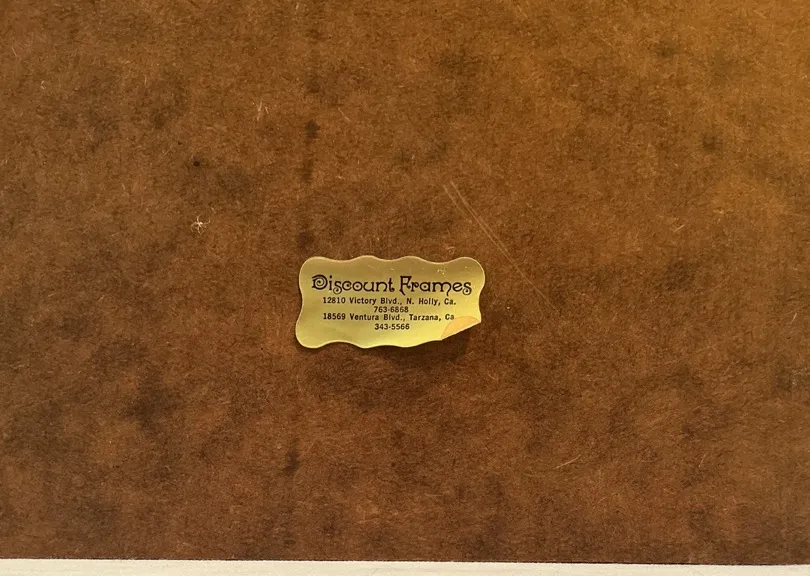 Discount Frames
12810 Victory Blvd., N. Holly, Ca.
763-6868
18569 Ventura Blvd., Tarzana, Ca
343-5566